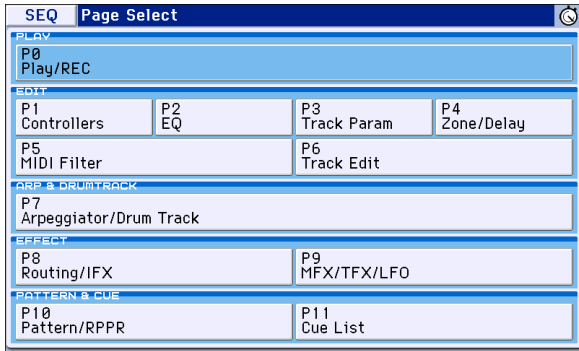 SEQ Page Select
PLAY
P0
Play/REC
EDIT
P1
Controllers
P2
EQ
P3
Track Param
P4
Zone/Delay
P5
MIDI Filter
P6
Track Edit
ARP & DRUMTRACK
P7
Arpeggiator/Drum Track
EFFECT
P8
Routing/IFX
P9
MFX/TFX/LFO
PATTERN & CUE
P10
Pattern/RPPR
P11
Cue List